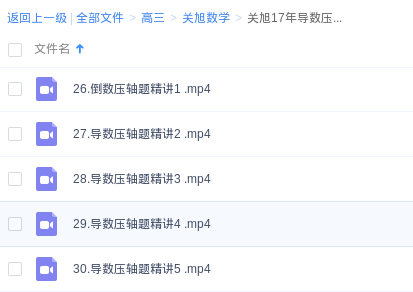 返回上一级 | 全部文件 > 高三 > 关旭数学 > 关旭17年导数压...
文件名
26.倒数压轴题精讲1 .mp4
27.导数压轴题精讲2 .mp4
28.导数压轴题精讲3 .mp4
29.导数压轴题精讲4 .mp4
30.导数压轴题精讲5 .mp4